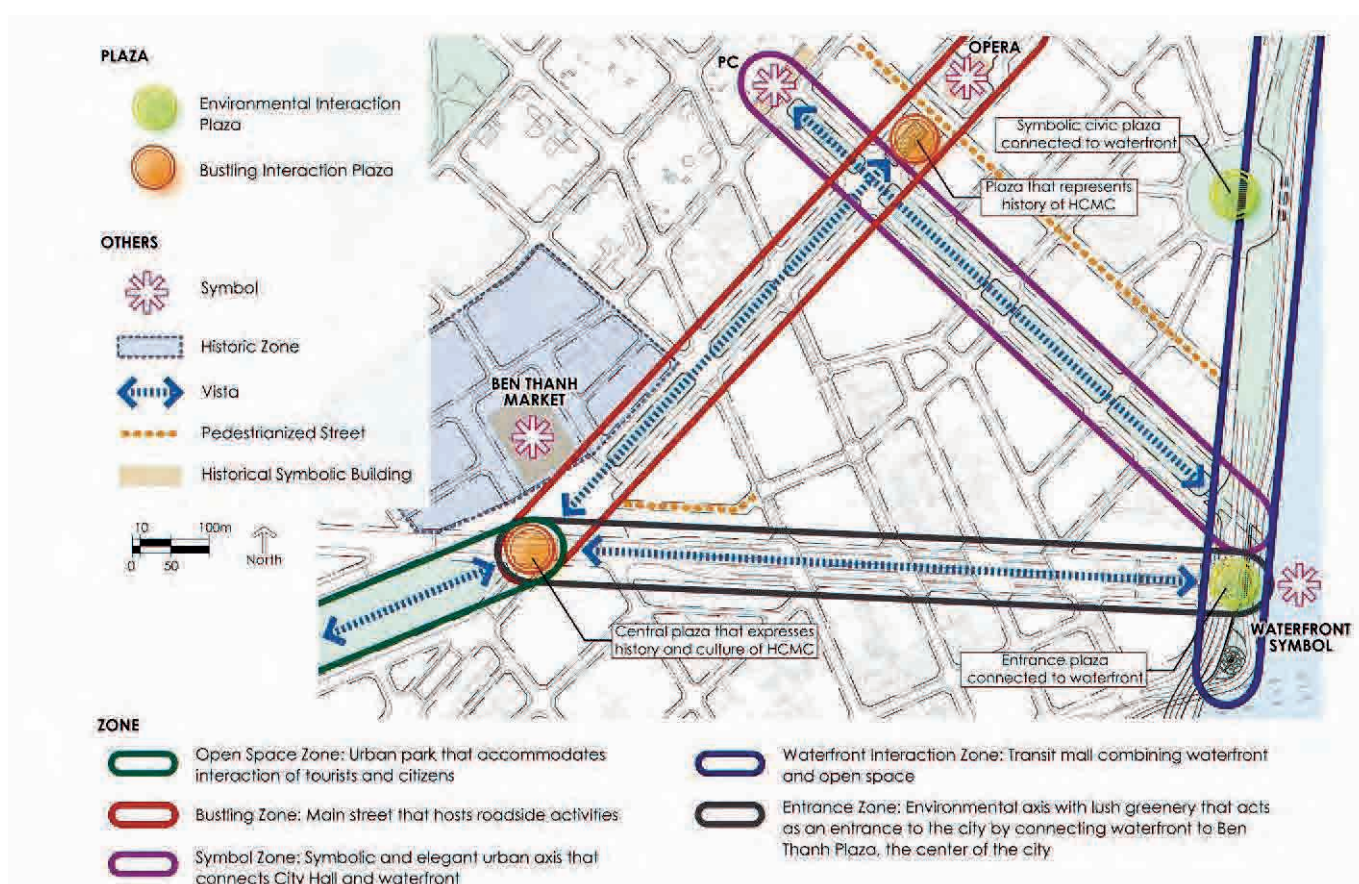 PLAZA
Environmental Interaction
Plaza
Bustling Interaction Plaza
OTHERS
Symbol
Historic Zone
Vista
Pedestrianized Street
Historical Symbolic Building
10 100m
0 50
North
PC
OPERA
Symbolic civic plaza
connected to waterfront
Plaza that represents
history of HCMC
BEN THANH
MARKET
Central plaza that expresses
history and culture of HCMC
Entrance plaza
connected to waterfront
WATERFRONT
SYMBOL
ZONE
Open Space Zone: Urban park that accommodates
interaction of tourists and citizens
Bustling Zone: Main street that hosts roadside activities
Symbol Zone: Symbolic and elegant urban axis that
connects City Hall and waterfront
Waterfront Interaction Zone: Transit mall combining waterfront
and open space
Entrance Zone: Environmental axis with lush greenery that acts
as an entrance to the city by connecting waterfront to Ben
Thanh Plaza, the center of the city